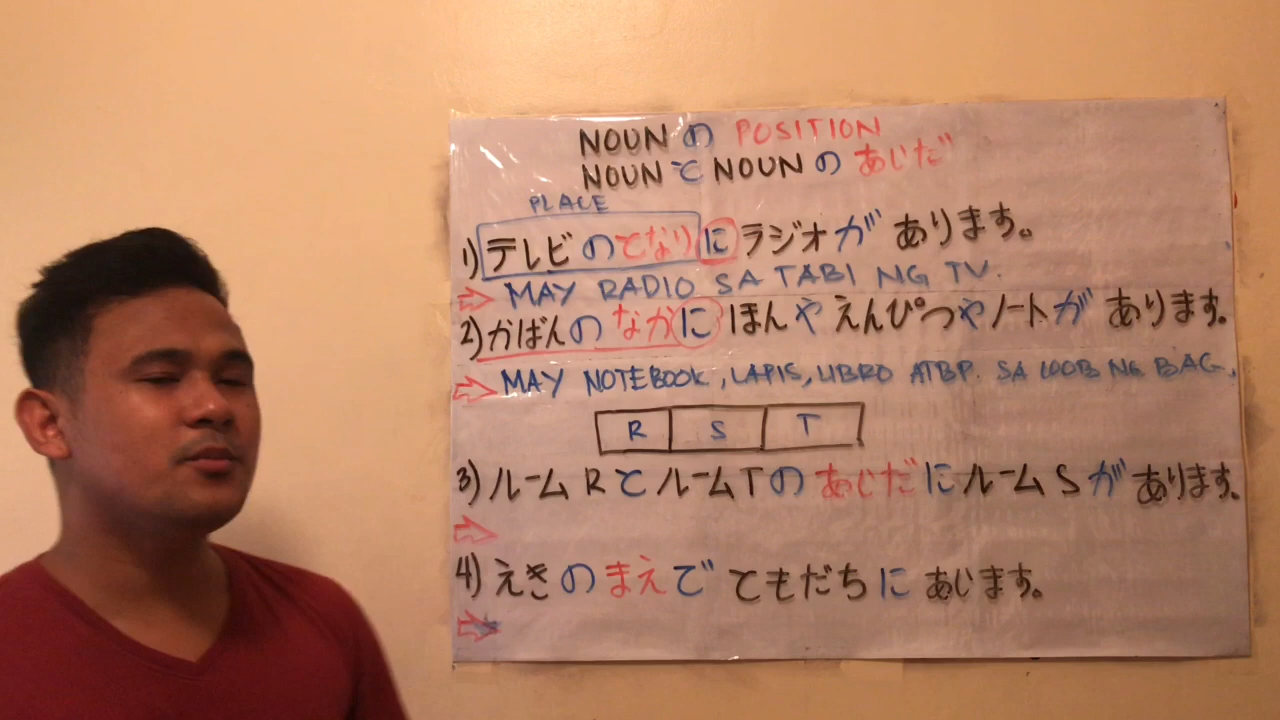 NOUN の POSITION
NOUN と NOUN の あじだ
PLACE
1) テレビのとなりに ラジオが あります。
⇨ MAY RADIO SA TABI NG TV.
2) かばんの なかに ほんや えんぴつや ノートが あります。
⇨ MAY NOTEBOOK, LAPIS, LIBRO ATBP. SA LOOB NG BAG.
R S T
3) ルーム R と ルーム T の あじだに ルーム S が あります。
⇨
4) えきの まえで ともだちに あじます。
⇨